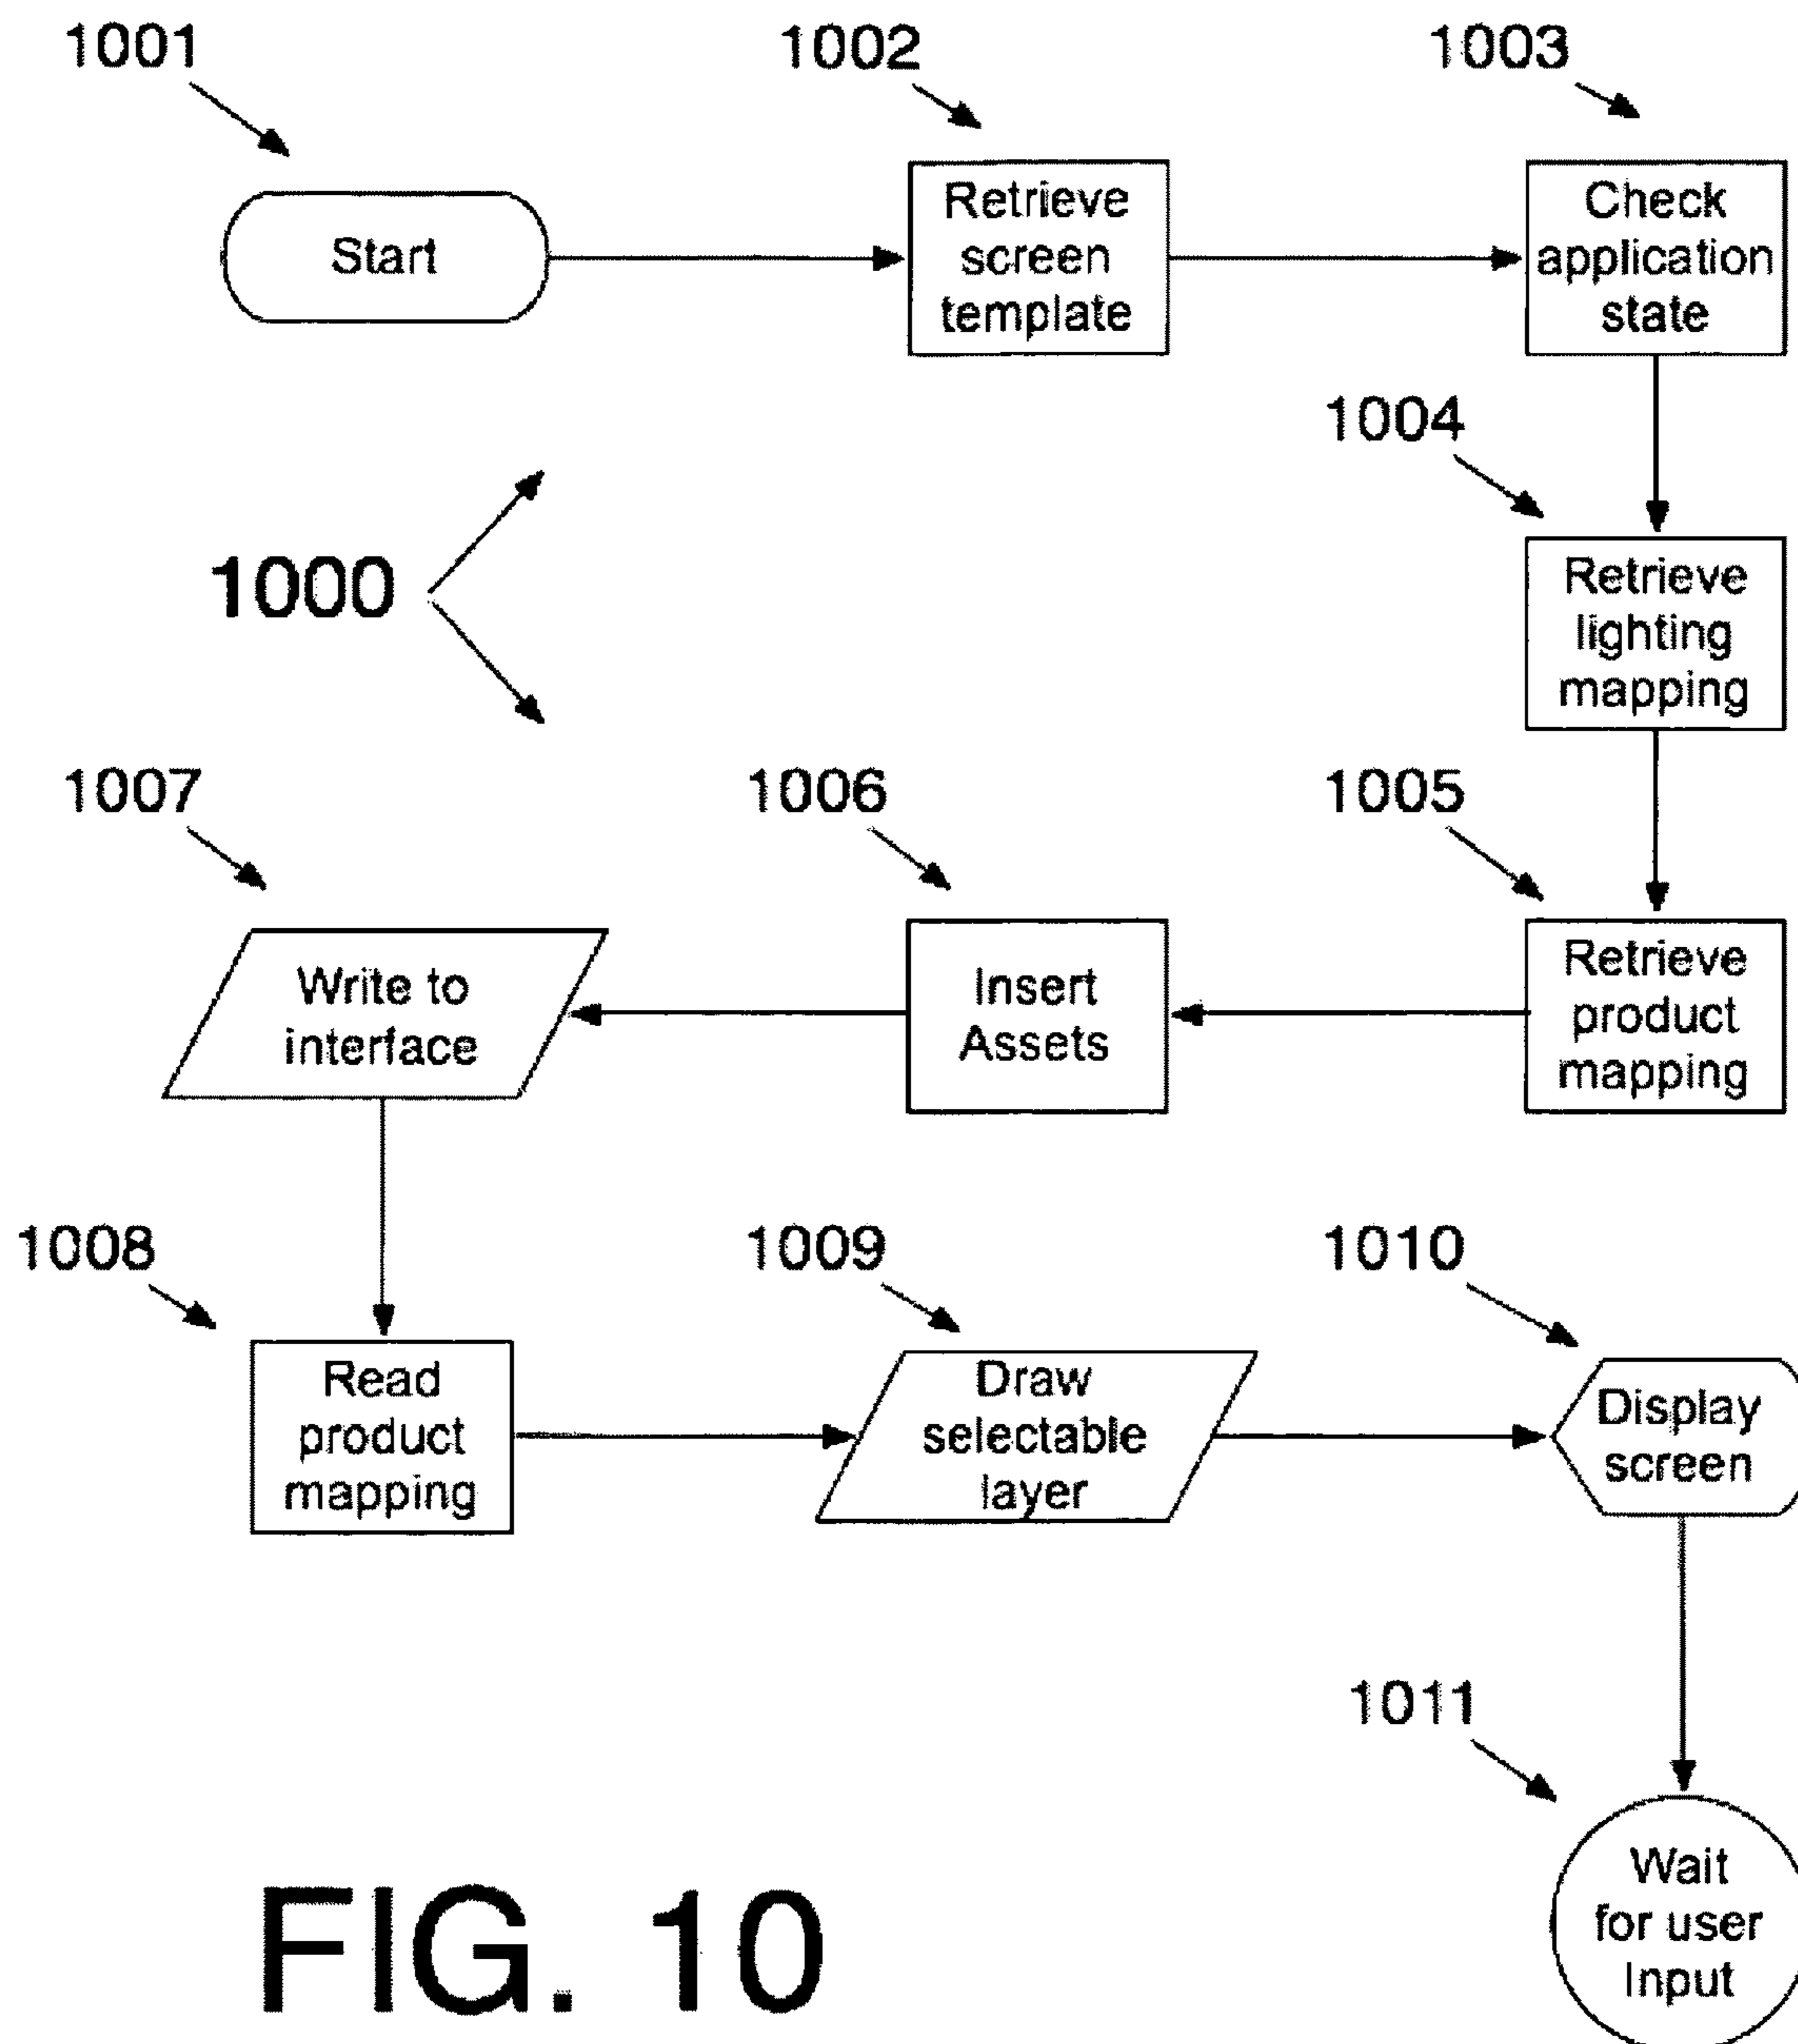 1001
1002
1003
Start
Retrieve
screen
template
Check
application
state
1004
1000
Retrieve
lighting
mapping
1007
1006
1005
Write to
interface
Insert
Assets
Retrieve
product
mapping
1008
1009
1010
Read
product
mapping
Draw
selectable
layer
Display
screen
1011
Wait
for user
Input
FIG. 10